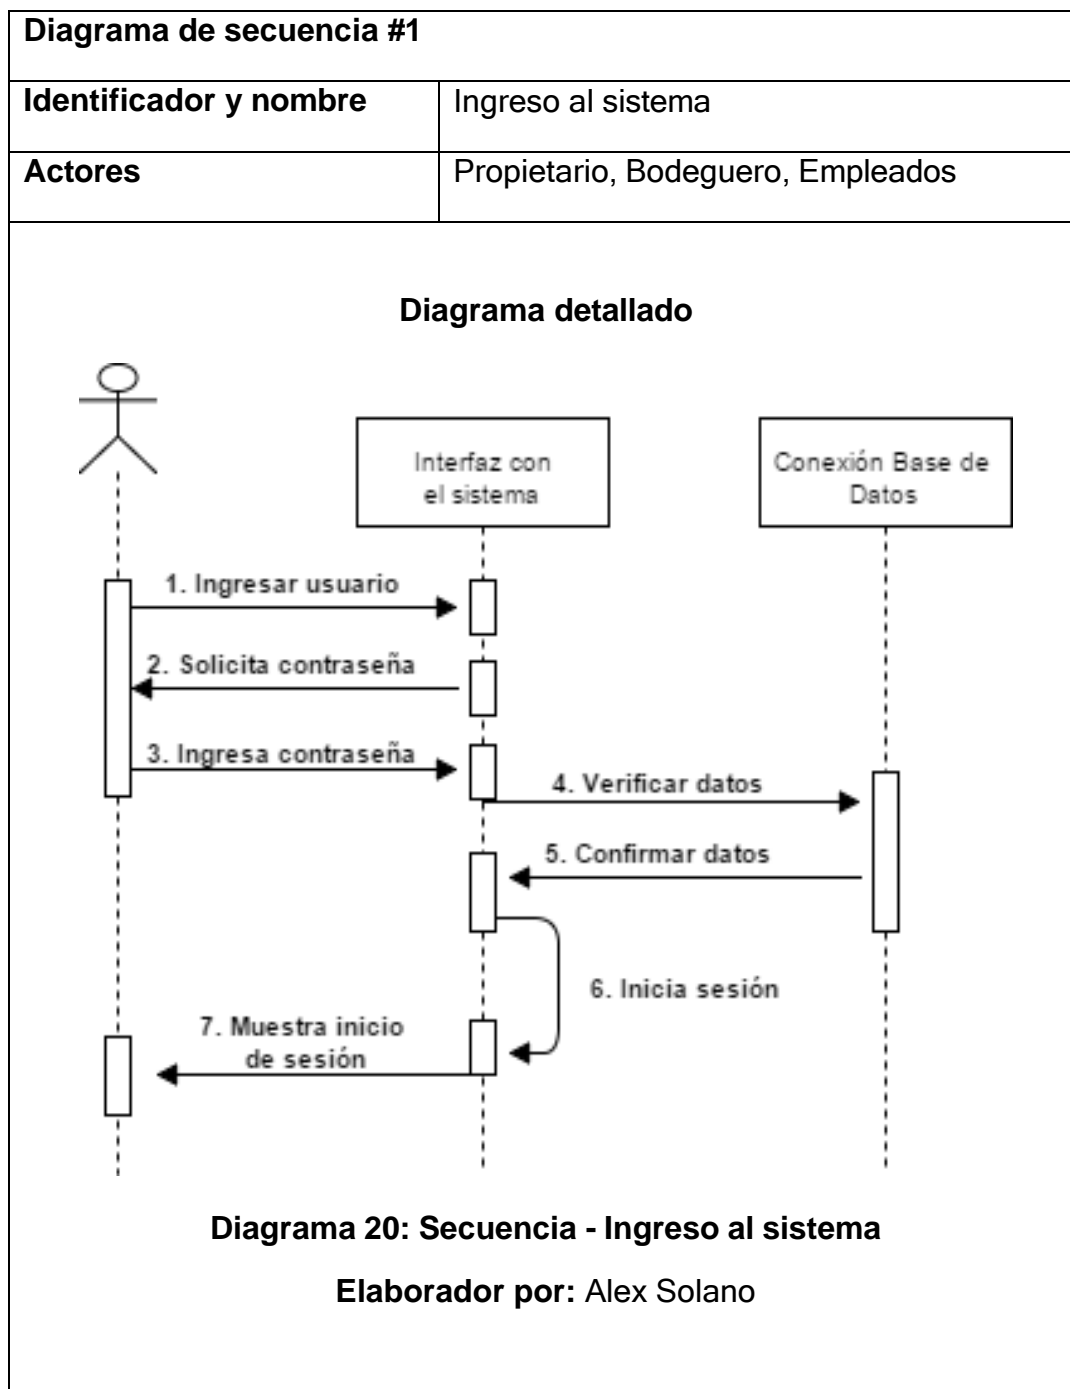 Diagrama de secuencia #1
Identificador y nombre
Ingreso al sistema
Actores
Propietario, Bodeguero, Empleados
Diagrama detallado
Interfaz con
el sistema
Conexión Base de
Datos
1. Ingresar usuario
2. Solicita contraseña
3. Ingresa contraseña
4. Verificar datos
5. Confirmar datos
6. Inicia sesión
7. Muestra inicio
de sesión
Diagrama 20: Secuencia - Ingreso al sistema
Elaborador por: Alex Solano